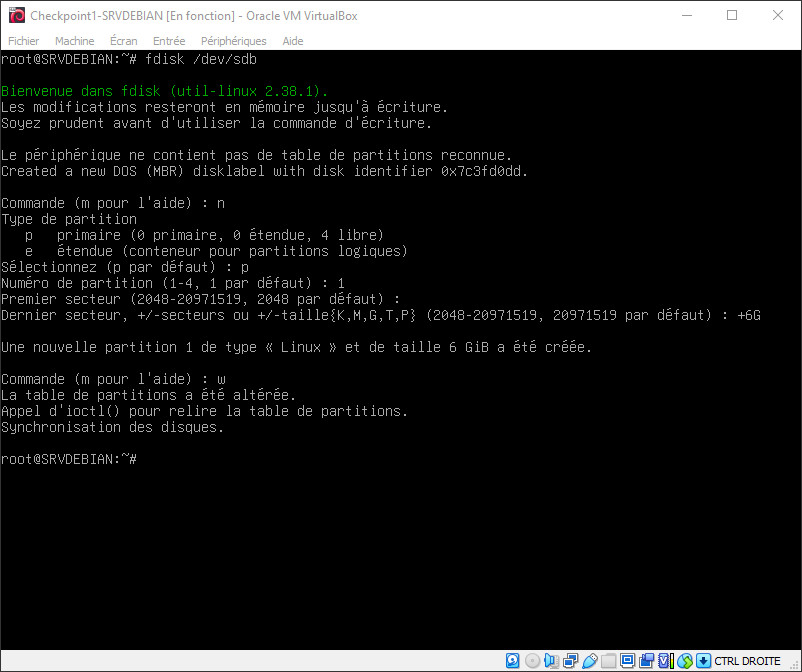 Checkpoint1-SRVDEBIAN [En fonction] - Oracle VM VirtualBox
Fichier Machine Écran Entrée Périphériques Aide
root@SRVDEBIAN:~# fdisk /dev/sdb
Bienvenue dans fdisk (util-linux 2.38.1).
Les modifications resteront en mémoire jusqu'à écriture.
Soyez prudent avant d'utiliser la commande d'écriture.
Le périphérique ne contient pas de table de partitions reconnue.
Created a new DOS (MBR) disklabel with disk identifier 0x7c3fd0dd.
Commande (m pour l'aide) : n
Type de partition
p primaire (0 primaire, 0 étendue, 4 libre)
e étendue (conteneur pour partitions logiques)
Sélectionnez (p par défaut) : p
Numéro de partition (1-4, 1 par défaut) : 1
Premier secteur (2048-20971519, 2048 par défaut) :
Dernier secteur, +/-secteurs ou +/-taille{K,M,G,T,P} (2048-20971519, 20971519 par défaut) : +6G
Une nouvelle partition 1 de type « Linux » et de taille 6 GiB a été créée.
Commande (m pour l'aide) : w
La table de partitions a été altérée.
Appel d'ioctl() pour relire la table de partitions.
Synchronisation des disques.
root@SRVDEBIAN:~#
CTRL DROITE